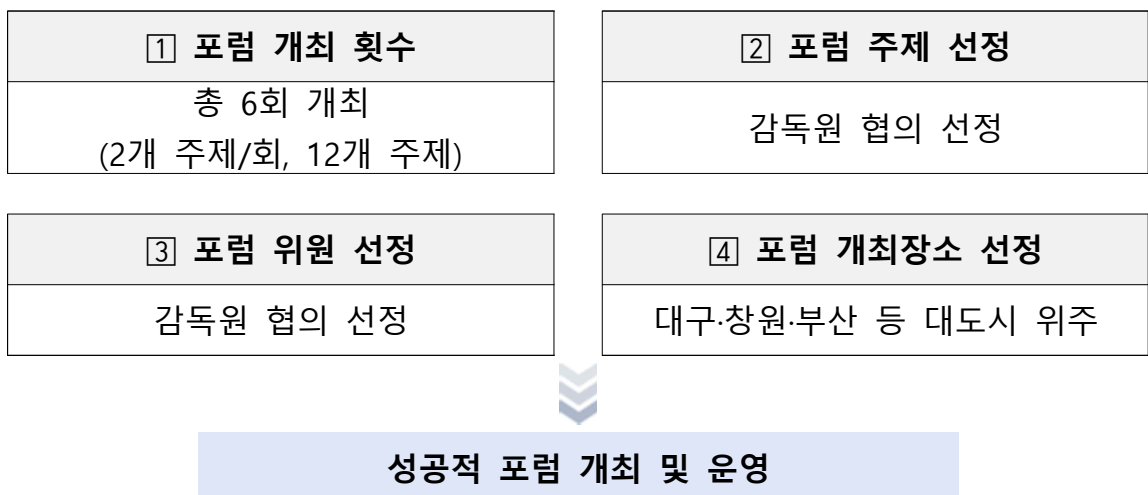 1 포럼 개최 횟수
총 6회 개최
(2개 주제/회, 12개 주제)
2 포럼 주제 선정
감독원 협의 선정
3 포럼 위원 선정
감독원 협의 선정
4 포럼 개최장소 선정
대구·창원·부산 등 대도시 위주
성공적 포럼 개최 및 운영